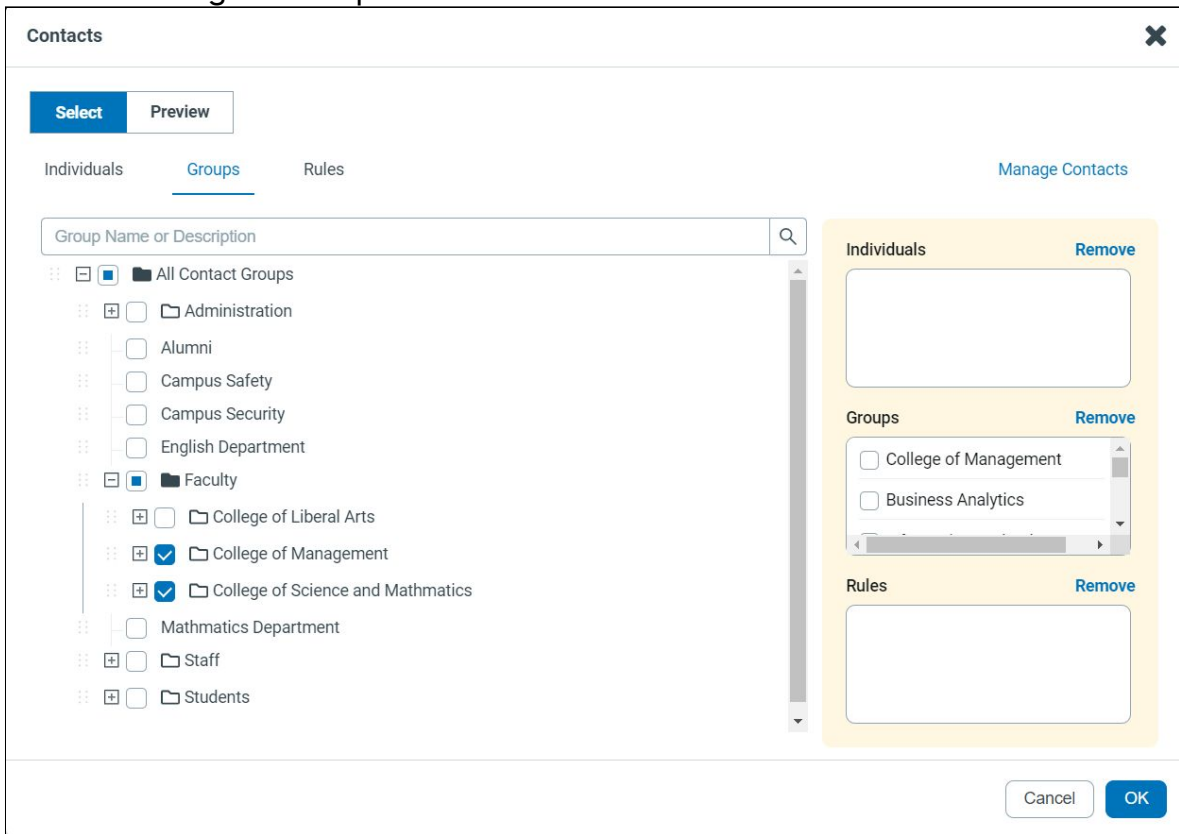 Contacts
Select Preview
Individuals Groups Rules Manage Contacts
Group Name or Description
All Contact Groups
Administration
Alumni
Campus Safety
Campus Security
English Department
Faculty
College of Liberal Arts
College of Management
College of Science and Mathmatics
Mathmatics Department
Staff
Students
Individuals Remove
Groups Remove
College of Management
Business Analytics
Rules Remove
Cancel OK